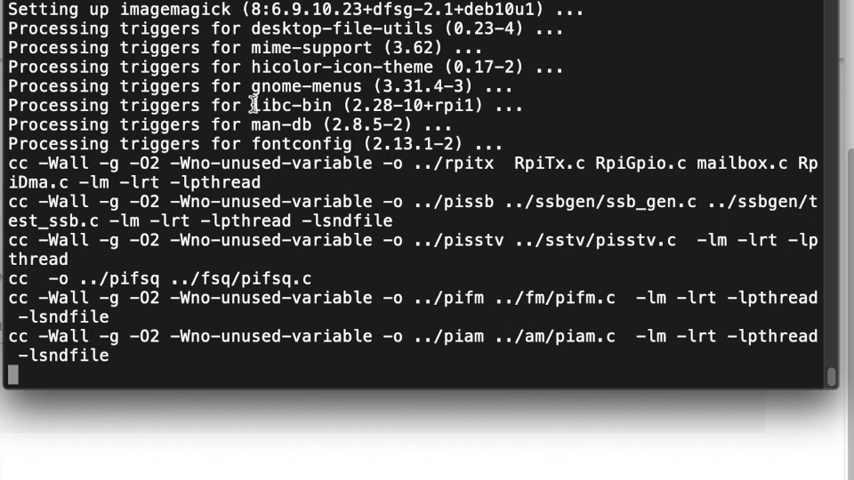 Setting up imagemagick (8:6.9.10.23+dfsg-2.1+deb10u1) ...
Processing triggers for desktop-file-utils (0.23-4) ...
Processing triggers for mime-support (3.62) ...
Processing triggers for hicolor-icon-theme (0.17-2) ...
Processing triggers for gnome-menus (3.31.4-3) ...
Processing triggers for libc-bin (2.28-10+rpi1) ...
Processing triggers for man-db (2.8.5-2) ...
Processing triggers for fontconfig (2.13.1-2) ...
cc -Wall -g -O2 -Wno-unused-variable -o ../rpitx  RpiTx.c RpiGpio.c mailbox.c Rp
iDma.c -lm -lrt -lpthread
cc -Wall -g -O2 -Wno-unused-variable -o ../pissb ../ssbgen/ssb_gen.c ../ssbgen/t
est_ssb.c -lm -lrt -lpthread -lsndfile
cc -Wall -g -O2 -Wno-unused-variable -o ../pisstv ../sstv/pisstv.c  -lm -lrt -lp
thread
cc  -o ../pifsq ../fsq/pifsq.c
cc -Wall -g -O2 -Wno-unused-variable -o ../pifm ../fm/pifm.c  -lm -lrt -lpthread
 -lsndfile
cc -Wall -g -O2 -Wno-unused-variable -o ../piam ../am/piam.c  -lm -lrt -lpthread
 -lsndfile